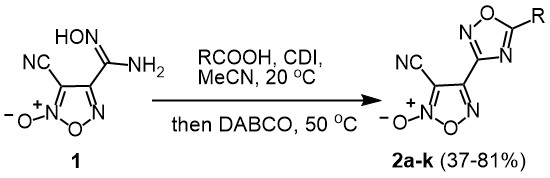 HON
NC
NH2
N
+
N
N
- O
O
1
RCOOH, CDI,
MeCN, 20 °C
then DABCO, 50 °C
O
R
N
N
NC
+
N
N
- O
O
2a-k (37-81%)